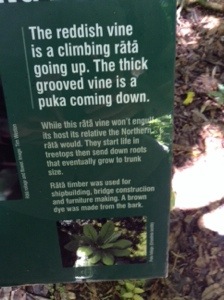 The reddish vine
is a climbing rātā
going up. The thick
grooved vine is a
puka coming down.
While this rātā vine won't engulf
its host its relative the Northern
rātā would. They start life in
treetops then send down roots
that eventually grow to trunk
size.
Rātā timber was used for
shipbuilding, bridge construction
and furniture making. A brown
dye was made from the bark.